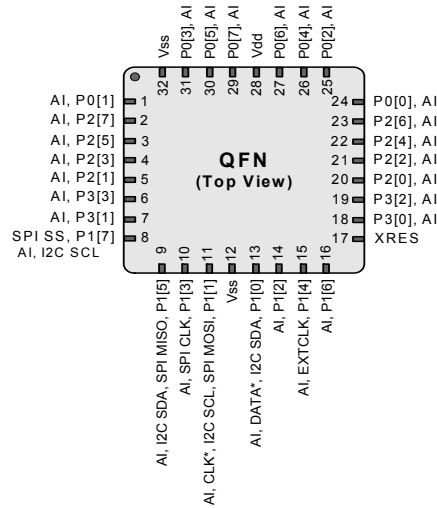 Vss
P0[3], AI
P0[5], AI
P0[7], AI
Vdd
P0[6], AI
P0[4], AI
P0[2], AI
32
31
30
29
28
27
26
25
AI, P0[1] 1
AI, P2[7] 2
AI, P2[5] 3
AI, P2[3] 4
AI, P2[1] 5
AI, P3[3] 6
AI, P3[1] 7
SPI SS, P1[7] 8
AI, I2C SCL
QFN
(Top View)
24 P0[0], AI
23 P2[6], AI
22 P2[4], AI
21 P2[2], AI
20 P2[0], AI
19 P3[2], AI
18 P3[0], AI
17 XRES
9
10
11
12
13
14
15
16
AI, I2C SDA, SPI MISO, P1[5]
AI, SPI CLK, P1[3]
AI, CLK*, I2C SCL, SPI MOSI, P1[1]
Vss
AI, DATA*, I2C SDA, P1[0]
AI, P1[2]
AI, EXTCLK, P1[4]
AI, P1[6]